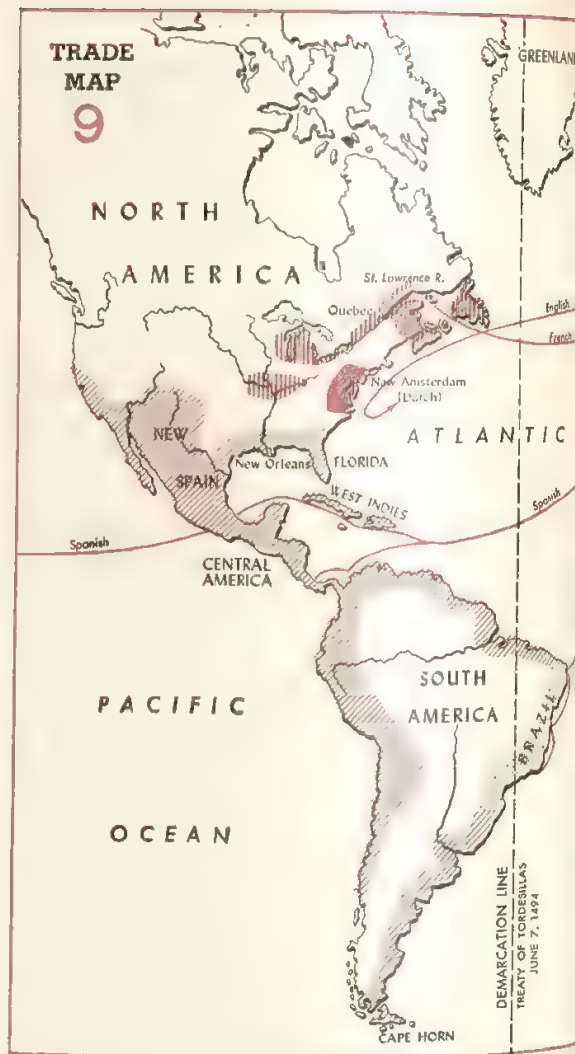 TRADE
MAP
9
GREENLAND
NORTH
AMERICA
St. Lawrence R.
Quebec
English
French
New Amsterdam
(Dutch)
ATLANTIC
NEW
SPAIN
New Orleans
FLORIDA
WEST INDIES
Spanish
Spanish
CENTRAL
AMERICA
SOUTH
AMERICA
BRAZIL
PACIFIC
OCEAN
DEMARCATION LINE
TREATY OF TORDESILLAS
JUNE 7, 1494
CAPE HORN